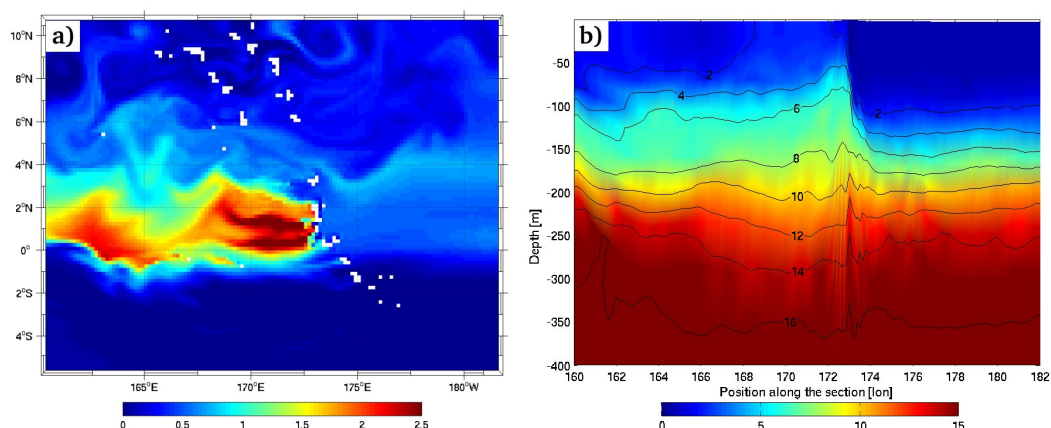 a)
10°N
8°N
6°N
4°N
2°N
0°
2°S
4°S
165°E
170°E
175°E
180°W
0 0.5 1 1.5 2 2.5
b)
-50
-100
-150
-200
-250
-300
-350
-400
Depth [m]
2
4
6
2
8
10
12
14
16
160 162 164 166 168 170 172 174 176 178 180 182
Position along the section [lon]
0 5 10 15